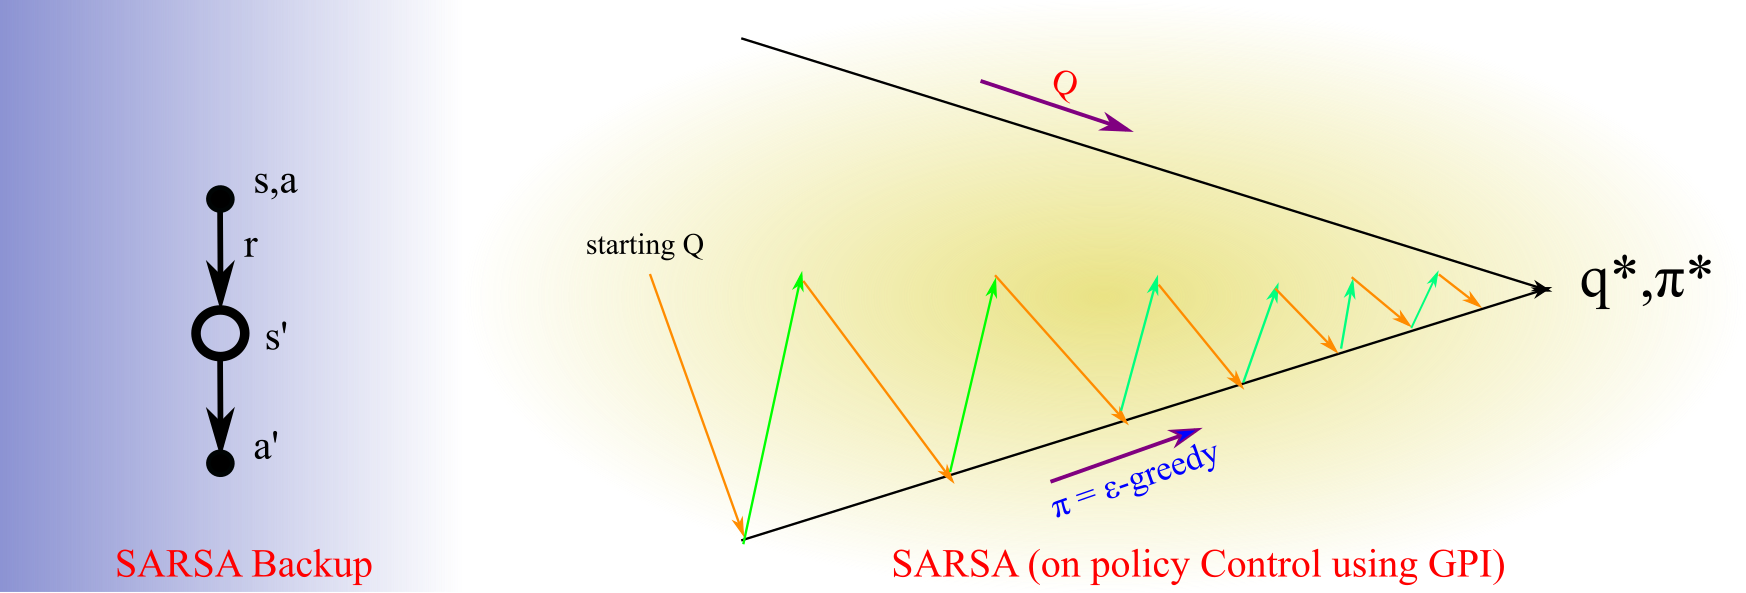 s,a
r
s'
a'
SARSA Backup
Q
starting Q
q*,π*
π = ε-greedy
SARSA (on policy Control using GPI)